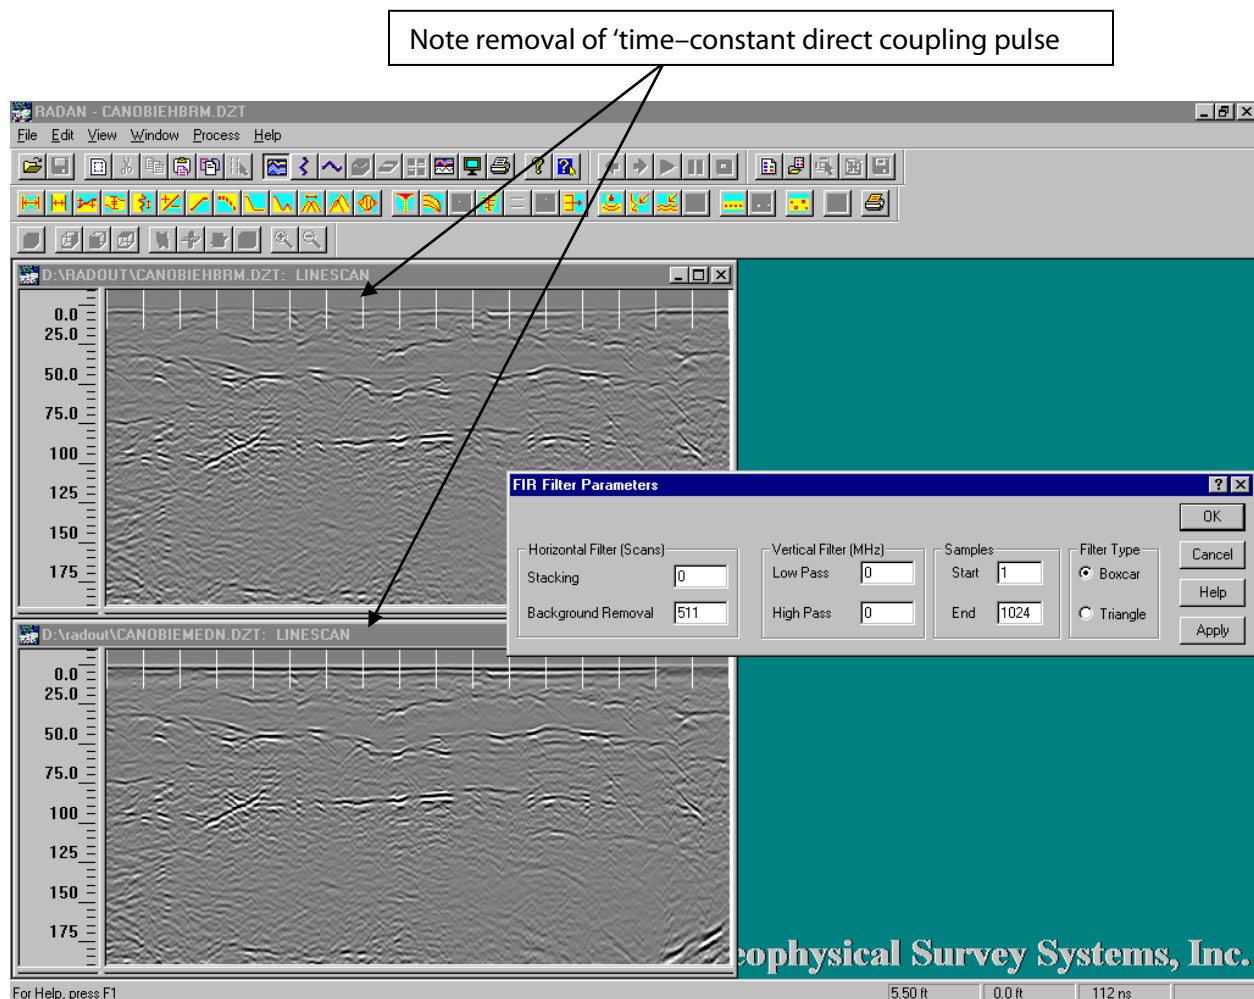 Note removal of ‘time–constant direct coupling pulse
RADAN - CANOBIEHBRM.DZT
File Edit View Window Process Help
D:\RADOUT\CANOBIEHBRM.DZT: LINESCAN
0.0
25.0
50.0
75.0
100
125
150
175
FIR Filter Parameters
OK
Cancel
Help
Apply
Horizontal Filter (Scans)
Stacking 0
Background Removal 511
Vertical Filter (MHz)
Low Pass 0
High Pass 0
Samples
Start 1
End 1024
Filter Type
Boxcar
Triangle
D:\radout\CANOBIEMEDN.DZT: LINESCAN
0.0
25.0
50.0
75.0
100
125
150
175
eophysical Survey Systems, Inc.
For Help, press F1
5.50 ft 0.0 ft 112 ns